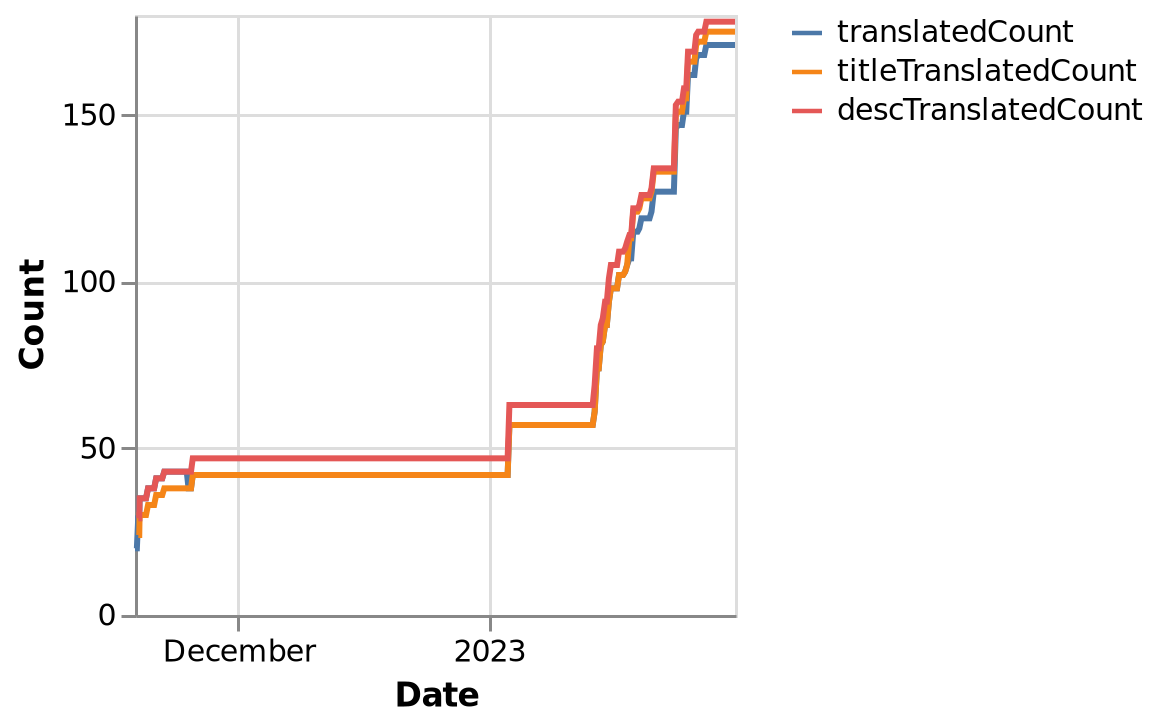 translatedCount
titleTranslatedCount
descTranslatedCount
150
100
50
0
Count
December 2023
Date